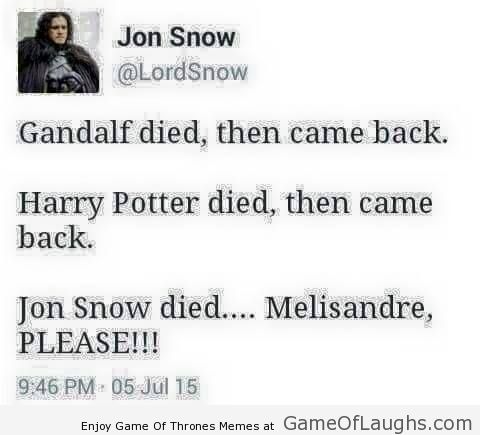 Jon Snow
@LordSnow
Gandalf died, then came back.
Harry Potter died, then came
back.
Jon Snow died.... Melisandre,
PLEASE!!!
9:46 PM · 05 Jul 15
Enjoy Game Of Thrones Memes at GameOfLaughs.com